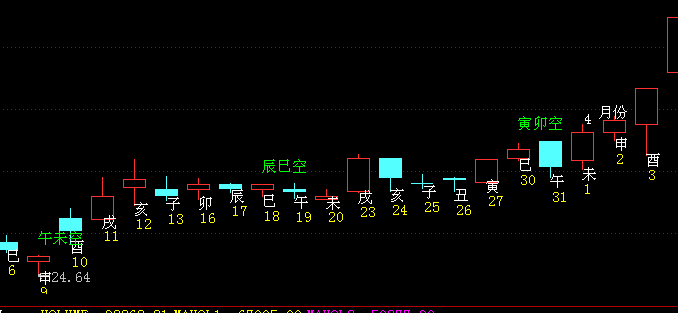 4 月份
寅卯空
申
2
酉
3
辰巳空
巳
30
午
31
未
1
亥
12
子
13
卯
16
辰
17
巳
18
午
19
未
20
戌
23
亥
24
子
25
丑
26
寅
27
戌
11
午未空
酉
10
巳
6
申
24.64
9